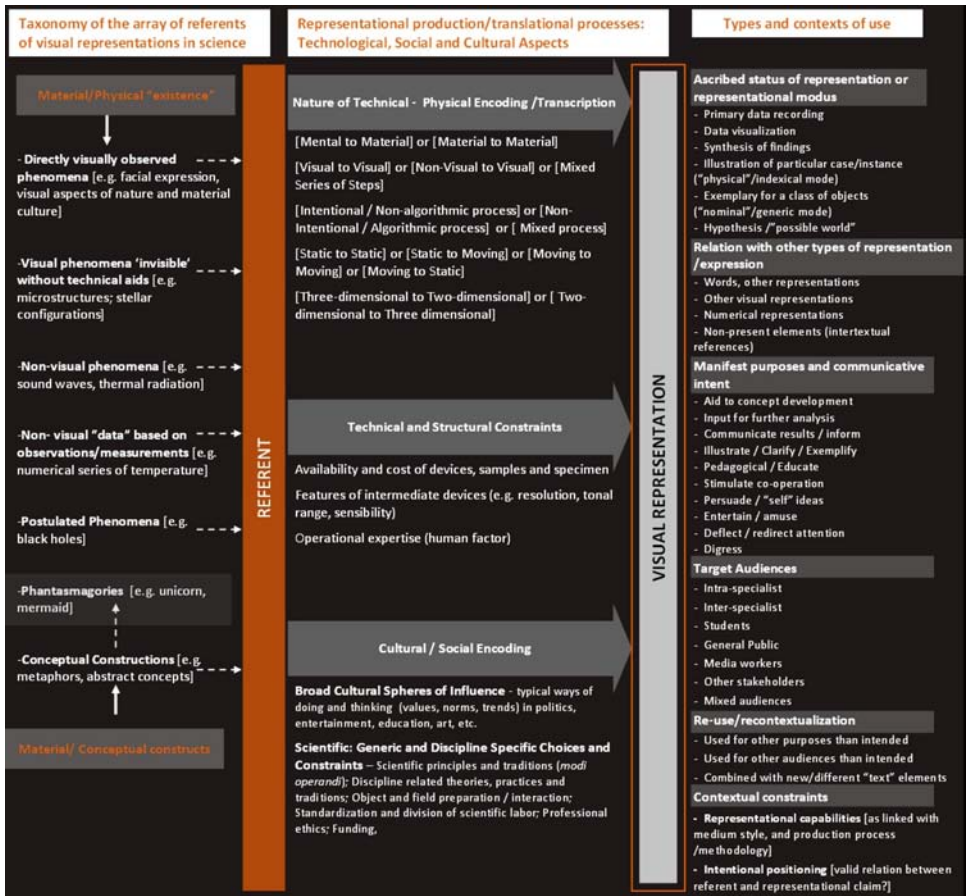 Taxonomy of the array of referents
of visual representations in science
Material/Physical "existence"
- Directly visually observed
phenomena [e.g. facial expression,
visual aspects of nature and material
culture]
-Visual phenomena 'invisible'
without technical aids [e.g.
microstructures; stellar
configurations]
-Non-visual phenomena [e.g.
sound waves, thermal radiation]
-Non- visual "data" based on
observations/measurements [e.g.
numerical series of temperature]
-Postulated Phenomena [e.g.
black holes]
-Phantasmagories [e.g. unicorn,
mermaid]
-Conceptual Constructions [e.g.
metaphors, abstract concepts]
Material/ Conceptual constructs
REFERENT
Representational production/translational processes:
Technological, Social and Cultural Aspects
Nature of Technical - Physical Encoding /Transcription
[Mental to Material] or [Material to Material]
[Visual to Visual] or [Non-Visual to Visual] or [Mixed
Series of Steps]
[Intentional / Non-algorithmic process] or [Non-
Intentional / Algorithmic process] or [ Mixed process]
[Static to Static] or [Static to Moving] or [Moving to
Moving] or [Moving to Static]
[Three-dimensional to Two-dimensional] or [ Two-
dimensional to Three dimensional]
Technical and Structural Constraints
Availability and cost of devices, samples and specimen
Features of intermediate devices (e.g. resolution, tonal
range, sensibility)
Operational expertise (human factor)
Cultural / Social Encoding
Broad Cultural Spheres of Influence - typical ways of
doing and thinking (values, norms, trends) in politics,
entertainment, education, art, etc.
Scientific: Generic and Discipline Specific Choices and
Constraints – Scientific principles and traditions (modi
operandi); Discipline related theories, practices and
traditions; Object and field preparation / interaction;
Standardization and division of scientific labor; Professional
ethics; Funding,
VISUAL REPRESENTATION
Types and contexts of use
Ascribed status of representation or
representational modus
- Primary data recording
- Data visualization
- Synthesis of findings
- Illustration of particular case/instance
("physical"/indexical mode)
- Exemplary for a class of objects
("nominal"/generic mode)
- Hypothesis /"possible world"
Relation with other types of representation
/expression
- Words, other representations
- Other visual representations
- Numerical representations
- Non-present elements (intertextual
references)
Manifest purposes and communicative
intent
- Aid to concept development
- Input for further analysis
- Communicate results / inform
- Illustrate / Clarify / Exemplify
- Pedagogical / Educate
- Stimulate co-operation
- Persuade / "self" ideas
- Entertain / amuse
- Deflect / redirect attention
- Digress
Target Audiences
- Intra-specialist
- Inter-specialist
- Students
- General Public
- Media workers
- Other stakeholders
- Mixed audiences
Re-use/recontextualization
- Used for other purposes than intended
- Used for other audiences than intended
- Combined with new/different "text" elements
Contextual constraints
- Representational capabilities [as linked with
medium style, and production process
/methodology]
- Intentional positioning [valid relation between
referent and representational claim?]